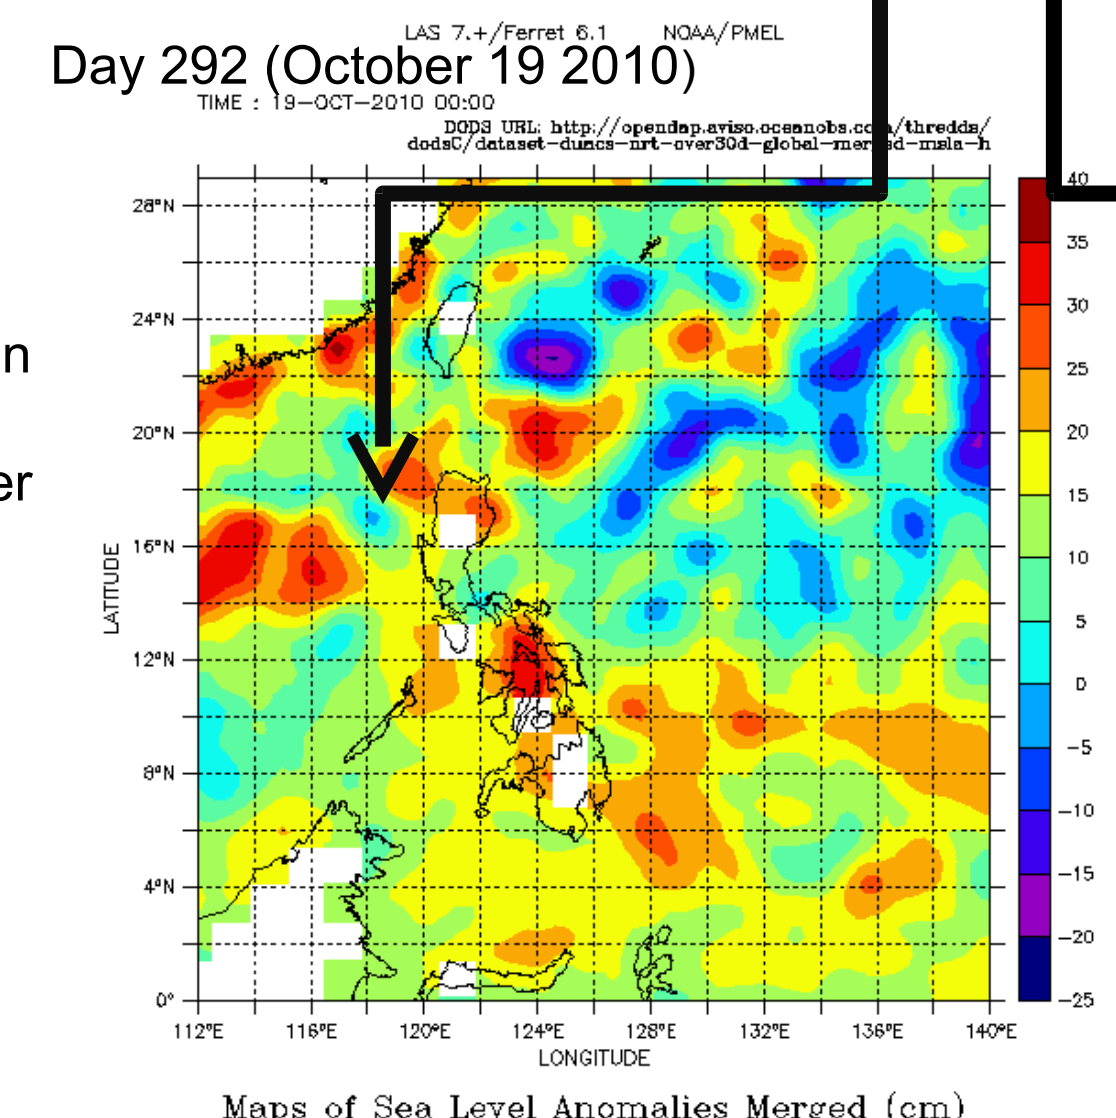 LAS 7.+/Ferret 6.1 NOAA/PMEL
Day 292 (October 19 2010)
TIME : 19-OCT-2010 00:00
DODS URL: http://opendap.aviso.oceanobs.com/thredds/
dodsC/dataset-duacs-nrt-over30d-global-merged-msla-h
n
er
LATITUDE
28°N
24°N
20°N
16°N
12°N
8°N
4°N
0°
40
35
30
25
20
15
10
5
0
-5
-10
-15
-20
-25
112°E 116°E 120°E 124°E 128°E 132°E 136°E 140°E
LONGITUDE
Maps of Sea Level Anomalies Merged (cm)